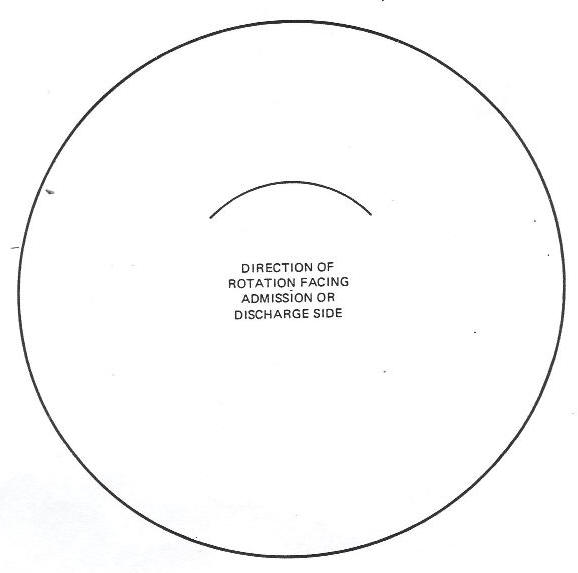 DIRECTION OF
ROTATION FACING
ADMISSION OR
DISCHARGE SIDE